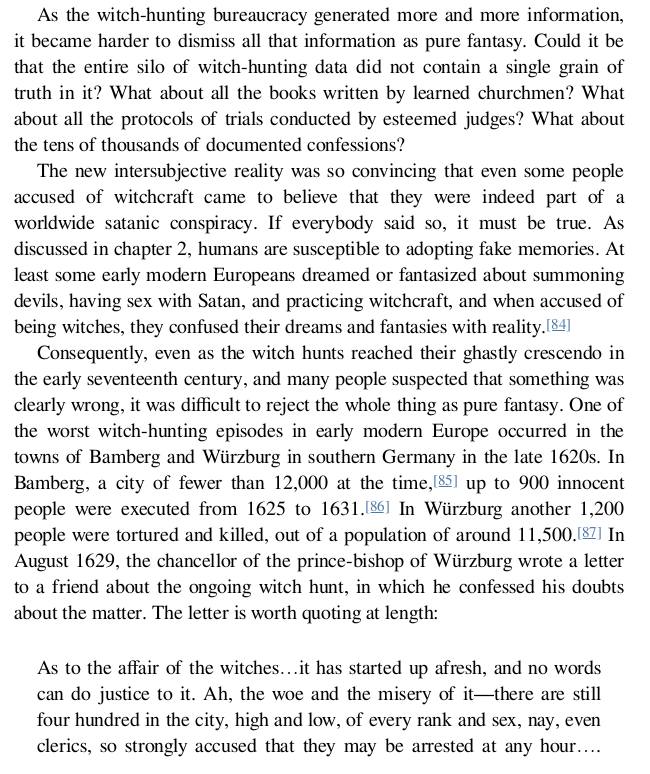 As the witch-hunting bureaucracy generated more and more information,
it became harder to dismiss all that information as pure fantasy. Could it be
that the entire silo of witch-hunting data did not contain a single grain of
truth in it? What about all the books written by learned churchmen? What
about all the protocols of trials conducted by esteemed judges? What about
the tens of thousands of documented confessions?
The new intersubjective reality was so convincing that even some people
accused of witchcraft came to believe that they were indeed part of a
worldwide satanic conspiracy. If everybody said so, it must be true. As
discussed in chapter 2, humans are susceptible to adopting fake memories. At
least some early modern Europeans dreamed or fantasized about summoning
devils, having sex with Satan, and practicing witchcraft, and when accused of
being witches, they confused their dreams and fantasies with reality.[84]
Consequently, even as the witch hunts reached their ghastly crescendo in
the early seventeenth century, and many people suspected that something was
clearly wrong, it was difficult to reject the whole thing as pure fantasy. One of
the worst witch-hunting episodes in early modern Europe occurred in the
towns of Bamberg and Würzburg in southern Germany in the late 1620s. In
Bamberg, a city of fewer than 12,000 at the time,[85] up to 900 innocent
people were executed from 1625 to 1631.[86] In Würzburg another 1,200
people were tortured and killed, out of a population of around 11,500.[87] In
August 1629, the chancellor of the prince-bishop of Würzburg wrote a letter
to a friend about the ongoing witch hunt, in which he confessed his doubts
about the matter. The letter is worth quoting at length:
As to the affair of the witches…it has started up afresh, and no words
can do justice to it. Ah, the woe and the misery of it—there are still
four hundred in the city, high and low, of every rank and sex, nay, even
clerics, so strongly accused that they may be arrested at any hour….